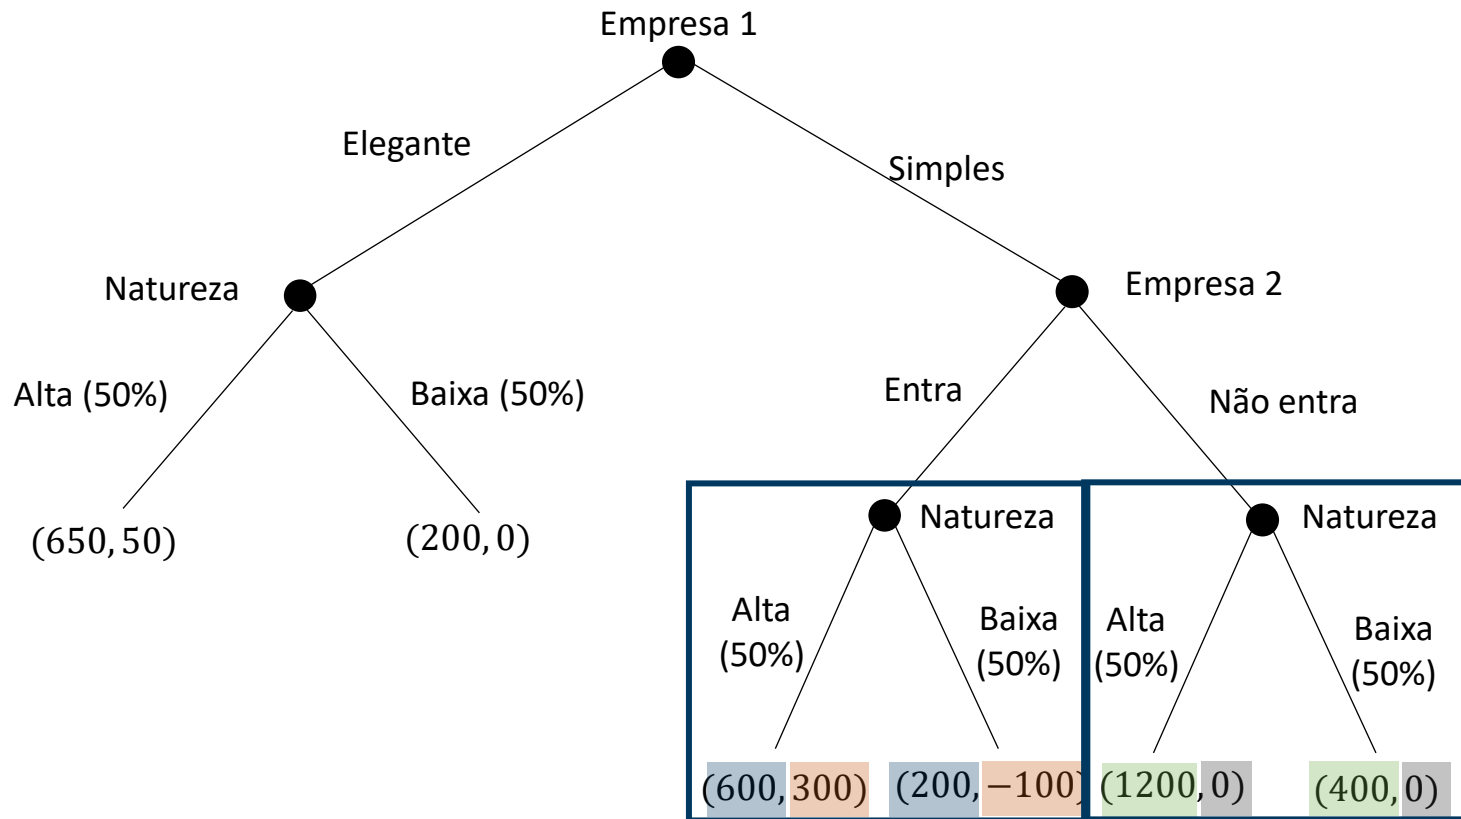 Empresa 1
Elegante
Simples
Natureza
Empresa 2
Alta (50%)
Baixa (50%)
Entra
Não entra
(650, 50)
(200, 0)
Natureza
Natureza
Alta
(50%)
Baixa
(50%)
Alta
(50%)
Baixa
(50%)
(600, 300)
(200, −100)
(1200, 0)
(400, 0)